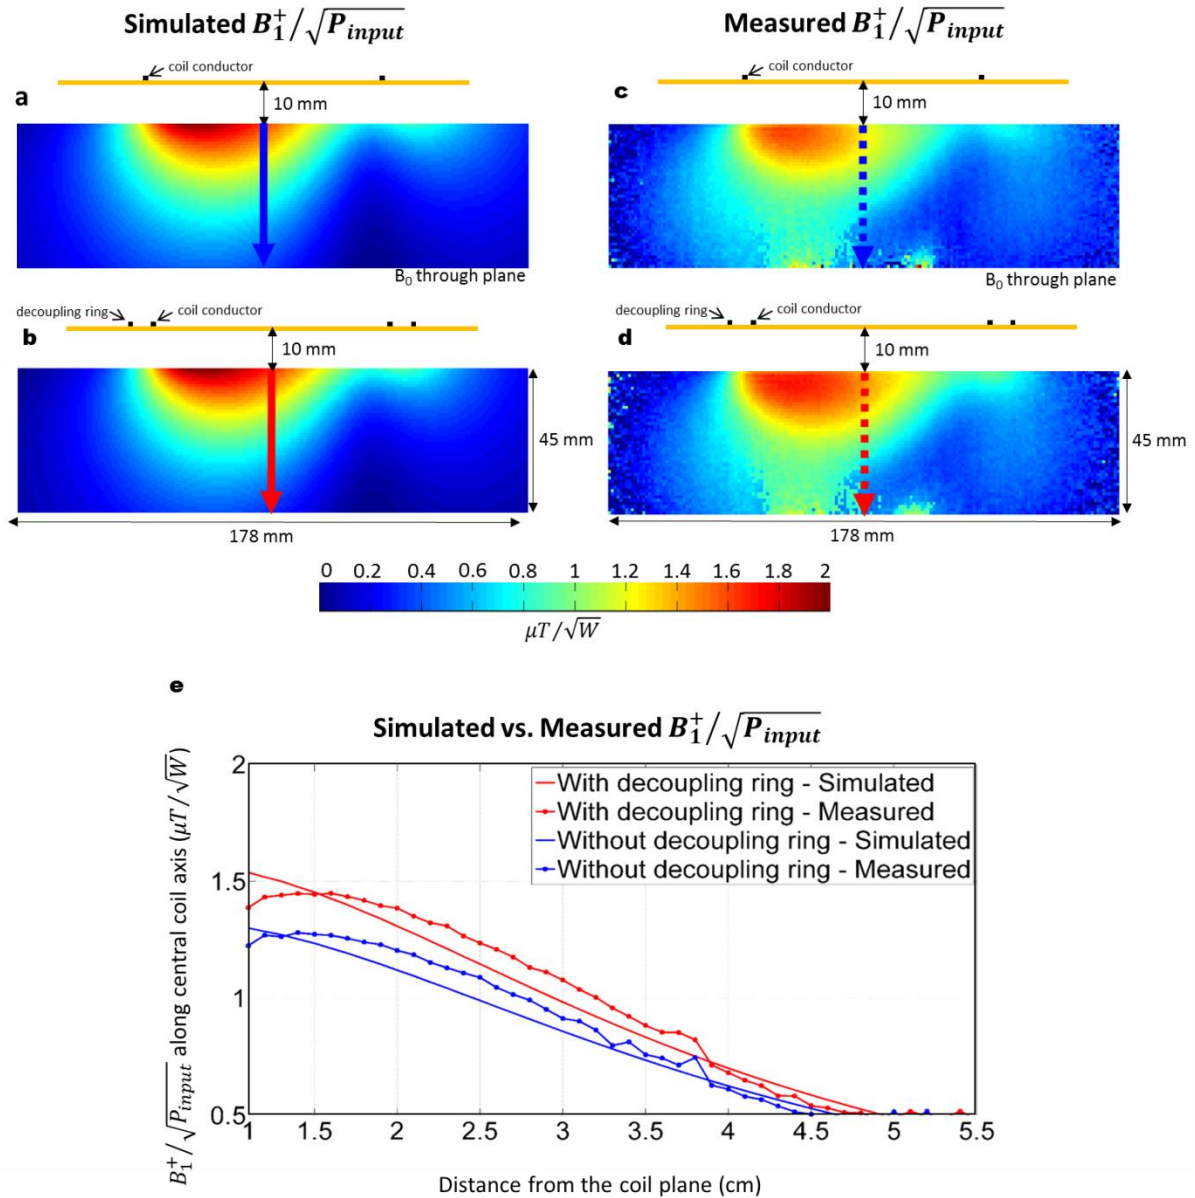 Simulated B₁⁺/√P_input
Measured B₁⁺/√P_input
coil conductor
a
10 mm
B₀ through plane
coil conductor
c
10 mm
B₀ through plane
decoupling ring
coil conductor
b
10 mm
178 mm
45 mm
decoupling ring
coil conductor
d
10 mm
178 mm
45 mm
0 0.2 0.4 0.6 0.8 1 1.2 1.4 1.6 1.8 2
μT/√W
e
Simulated vs. Measured B₁⁺/√P_input
B₁⁺/√P_input along central coil axis (μT/√W)
2
1.5
1
0.5
With decoupling ring - Simulated
With decoupling ring - Measured
Without decoupling ring - Simulated
Without decoupling ring - Measured
1 1.5 2 2.5 3 3.5 4 4.5 5 5.5
Distance from the coil plane (cm)